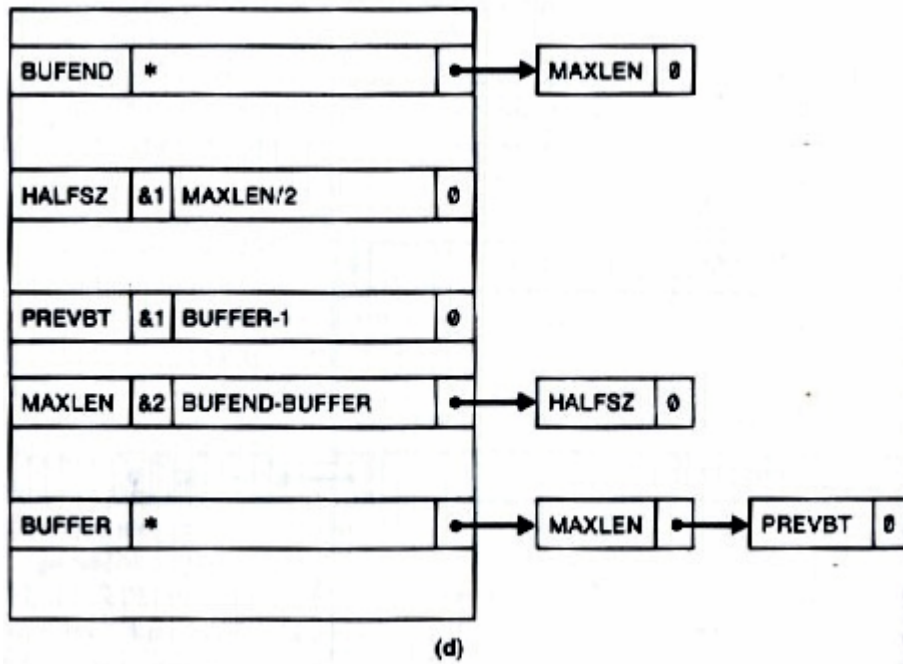 BUFEND * MAXLEN 0
HALFSZ &1 MAXLEN/2 0
PREVBT &1 BUFFER-1 0
MAXLEN &2 BUFEND-BUFFER HALFSZ 0
BUFFER * MAXLEN PREVBT 0
(d)